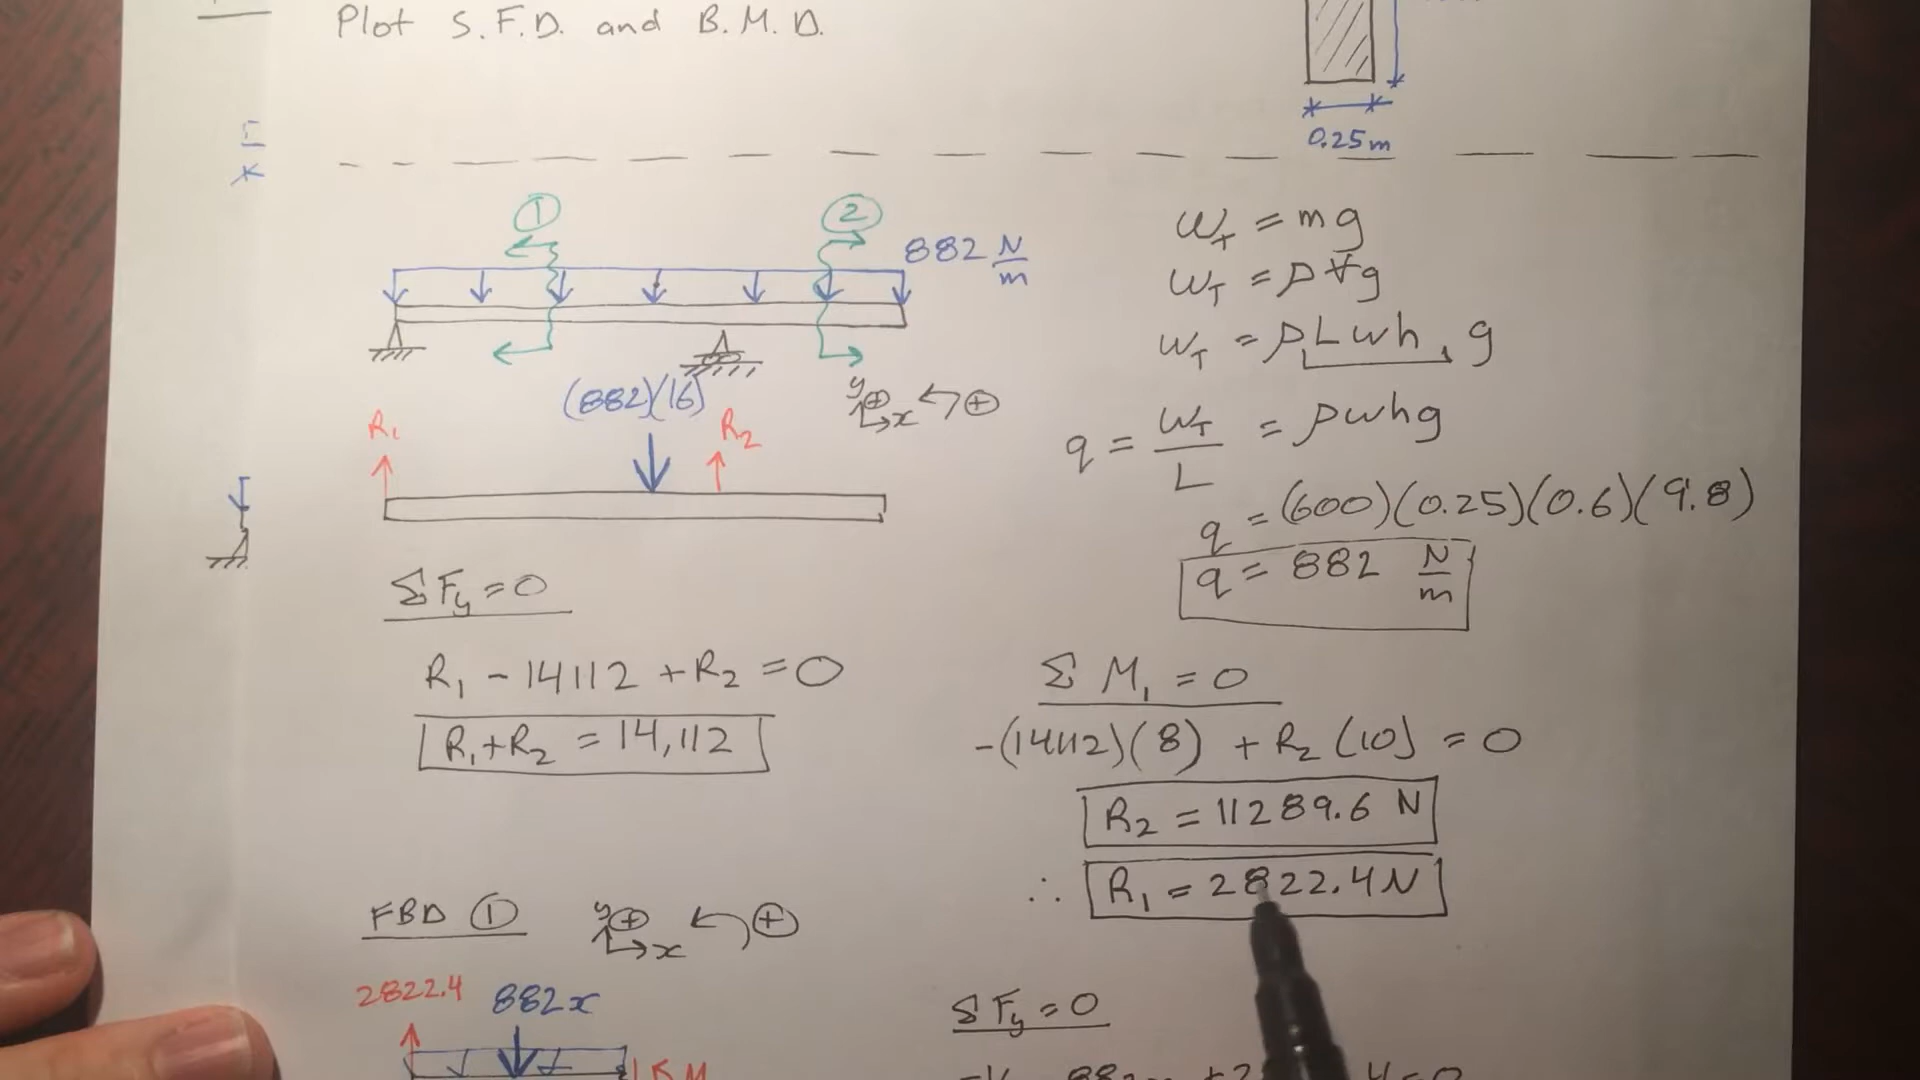 Plot S.F.D. and B.M.D.
0.25m
① ②
882 N/m
(882)(16)
y ⊕ x ⊕
R₁ R₂
W_T = mg
W_T = ρ∀g
W_T = ρLwh.g
q = W_T/L = ρwhg
q = (600)(0.25)(0.6)(9.8)
q = 882 N/m
ΣF_y = 0
R₁ - 14112 + R₂ = 0
R₁+R₂ = 14,112
ΣM₁ = 0
-(14112)(8) + R₂(10) = 0
R₂ = 11289.6 N
∴ R₁ = 2822.4N
FBD ①
y ⊕ x ⊕
2822.4 882x
M
ΣF_y = 0